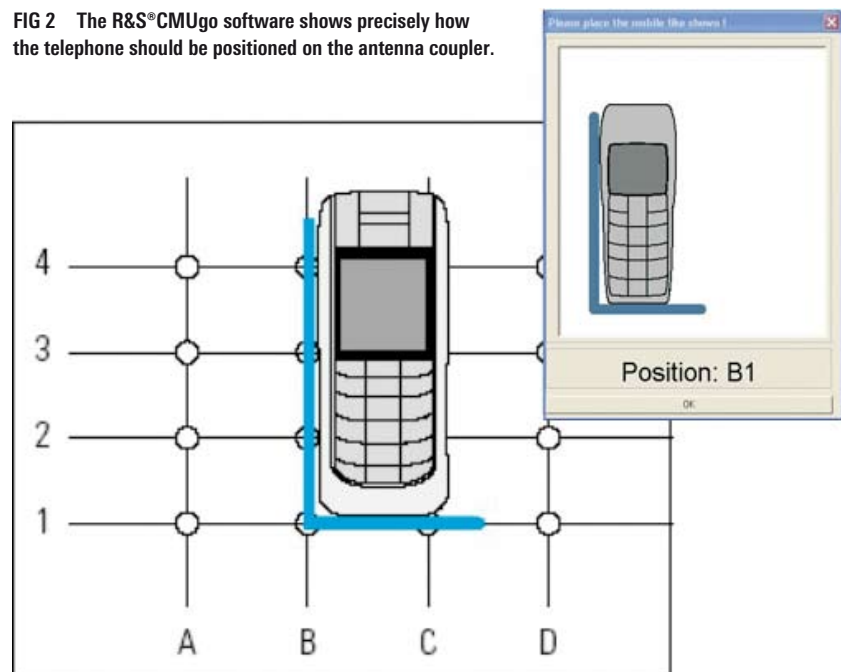 FIG 2 The R&S®CMUgo software shows precisely how
the telephone should be positioned on the antenna coupler.
Please place the mobile like shows !
Position: B1
OK
4
3
2
1
A B C D